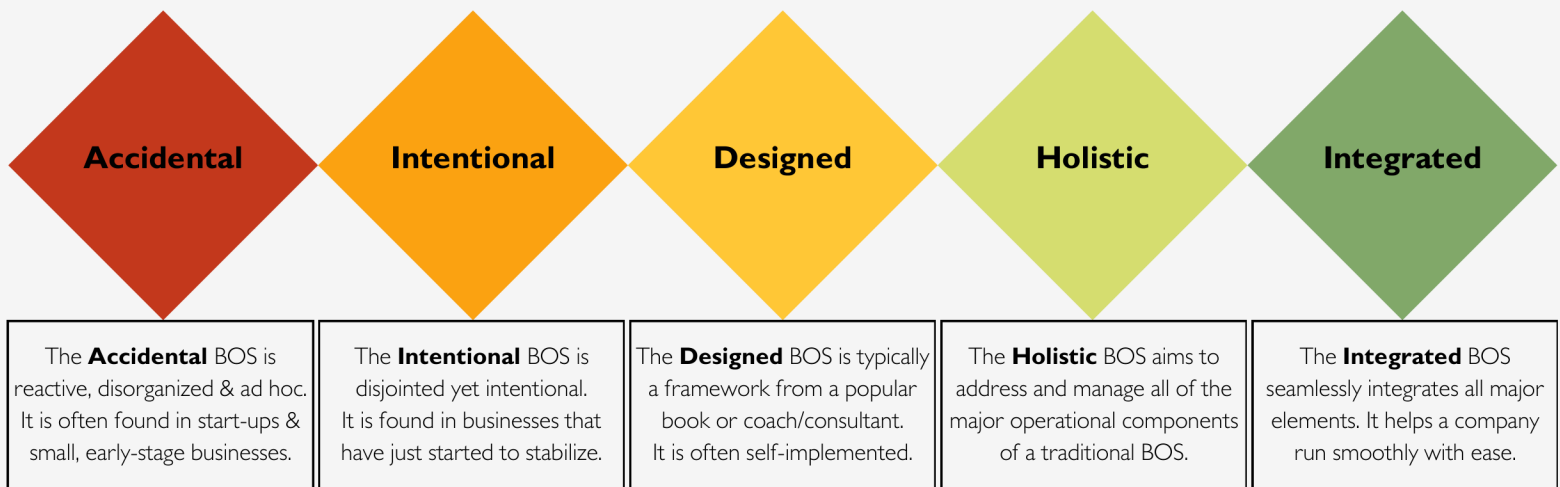 Accidental
Intentional
Designed
Holistic
Integrated
The Accidental BOS is
reactive, disorganized & ad hoc.
It is often found in start-ups &
small, early-stage businesses.
The Intentional BOS is
disjointed yet intentional.
It is found in businesses that
have just started to stabilize.
The Designed BOS is typically
a framework from a popular
book or coach/consultant.
It is often self-implemented.
The Holistic BOS aims to
address and manage all of the
major operational components
of a traditional BOS.
The Integrated BOS
seamlessly integrates all major
elements. It helps a company
run smoothly with ease.